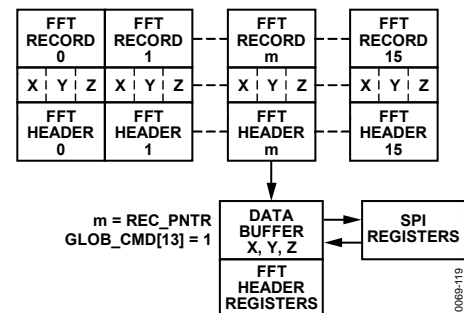 FFT FFT FFT FFT
RECORD RECORD RECORD RECORD
0 1 m 15
X Y Z X Y Z X Y Z X Y Z
FFT FFT FFT FFT
HEADER HEADER HEADER HEADER
0 1 m 15
m = REC_PNTR
GLOB_CMD[13] = 1
DATA
BUFFER
X, Y, Z
SPI
REGISTERS
FFT
HEADER
REGISTERS
0069-119